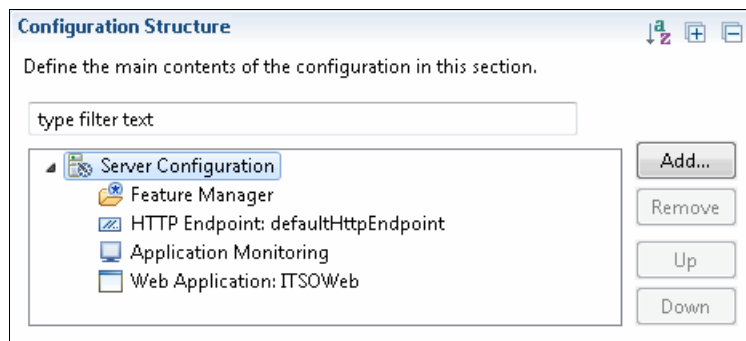 Configuration Structure
Define the main contents of the configuration in this section.
type filter text
Server Configuration
Feature Manager
HTTP Endpoint: defaultHttpEndpoint
Application Monitoring
Web Application: ITSOWeb
Add...
Remove
Up
Down